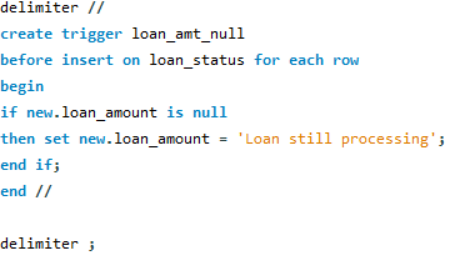 delimiter //
create trigger loan_amt_null
before insert on loan_status for each row
begin
if new.loan_amount is null
then set new.loan_amount = 'Loan still processing';
end if;
end //
delimiter ;